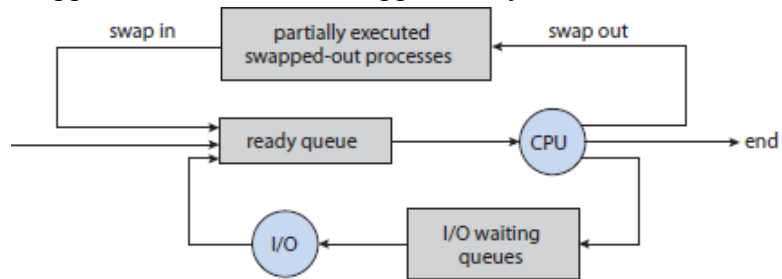 swap in
partially executed
swapped-out processes
swap out
ready queue
CPU
end
I/O
I/O waiting
queues